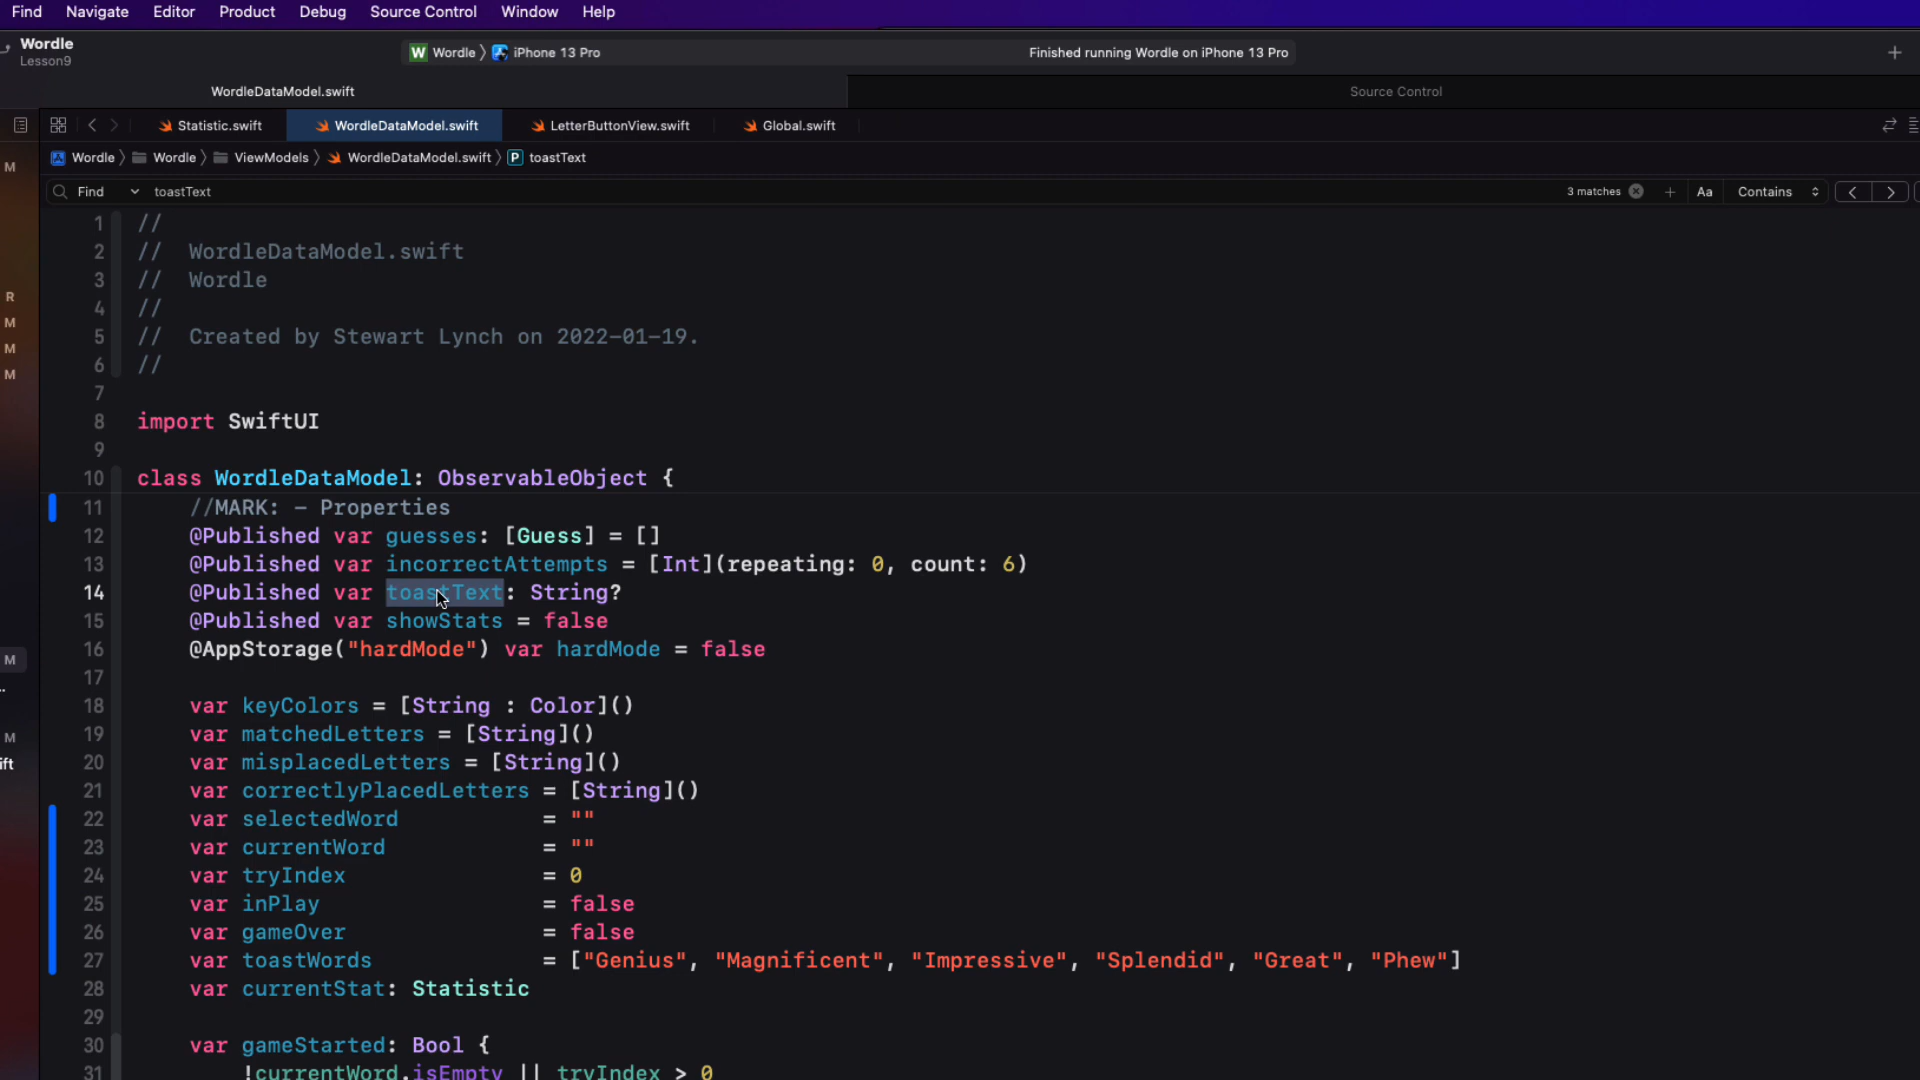 Find Navigate Editor Product Debug Source Control Window Help
Wordle
Lesson9
W Wordle 〉 iPhone 13 Pro
Finished running Wordle on iPhone 13 Pro
WordleDataModel.swift
Source Control
Statistic.swift WordleDataModel.swift LetterButtonView.swift Global.swift
Wordle 〉 Wordle 〉 ViewModels 〉 WordleDataModel.swift 〉 P toastText
Find toastText 3 matches Aa Contains
M
R
M
M
M
M
M
ift
1 //
2 //  WordleDataModel.swift
3 //  Wordle
4 //
5 //  Created by Stewart Lynch on 2022-01-19.
6 //
7
8 import SwiftUI
9
10 class WordleDataModel: ObservableObject {
11     //MARK: - Properties
12     @Published var guesses: [Guess] = []
13     @Published var incorrectAttempts = [Int](repeating: 0, count: 6)
14     @Published var toastText: String?
15     @Published var showStats = false
16     @AppStorage("hardMode") var hardMode = false
17
18     var keyColors = [String : Color]()
19     var matchedLetters = [String]()
20     var misplacedLetters = [String]()
21     var correctlyPlacedLetters = [String]()
22     var selectedWord           = ""
23     var currentWord            = ""
24     var tryIndex               = 0
25     var inPlay                 = false
26     var gameOver               = false
27     var toastWords             = ["Genius", "Magnificent", "Impressive", "Splendid", "Great", "Phew"]
28     var currentStat: Statistic
29
30     var gameStarted: Bool {
31         !currentWord.isEmpty || tryIndex > 0